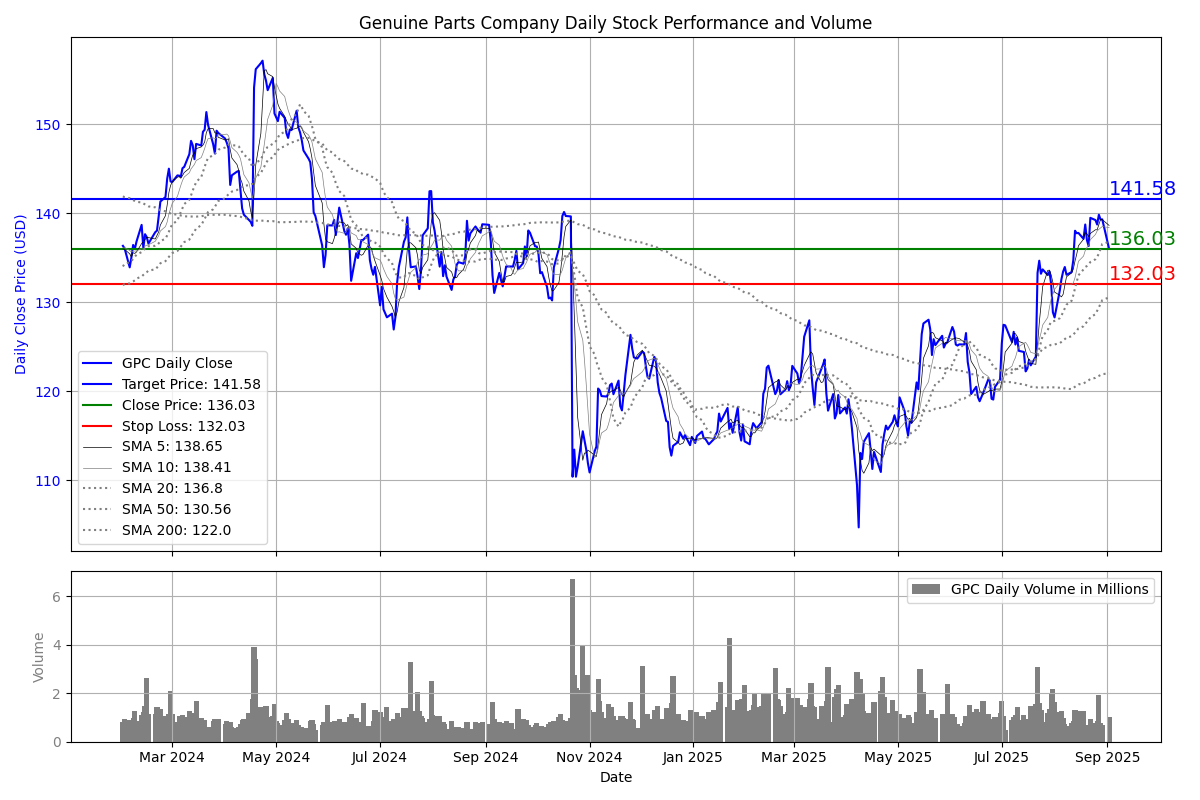 Genuine Parts Company Daily Stock Performance and Volume
Daily Close Price (USD)
150
140
130
120
110
141.58
136.03
132.03
GPC Daily Close
Target Price: 141.58
Close Price: 136.03
Stop Loss: 132.03
SMA 5: 138.65
SMA 10: 138.41
SMA 20: 136.8
SMA 50: 130.56
SMA 200: 122.0
Volume
6
4
2
0
GPC Daily Volume in Millions
Mar 2024 May 2024 Jul 2024 Sep 2024 Nov 2024 Jan 2025 Mar 2025 May 2025 Jul 2025 Sep 2025
Date